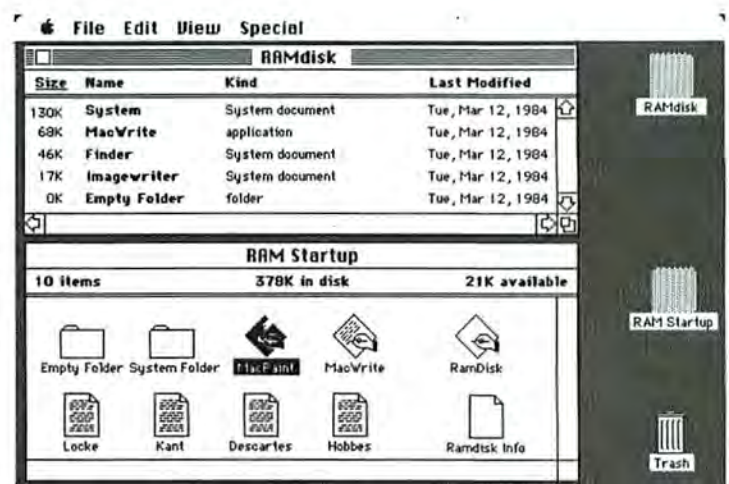 File Edit View Special
RAMdisk
Size Name Kind Last Modified
130K System System document Tue, Mar 12, 1984
68K MacWrite application Tue, Mar 12, 1984
46K Finder System document Tue, Mar 12, 1984
17K Imagewriter System document Tue, Mar 12, 1984
0K Empty Folder folder Tue, Mar 12, 1984
RAMdisk
RAM Startup
10 items 378K in disk 21K available
Empty Folder System Folder MacPaint MacWrite RamDisk
Locke Kant Descartes Hobbes Ramdisk Info
RAM Startup
Trash